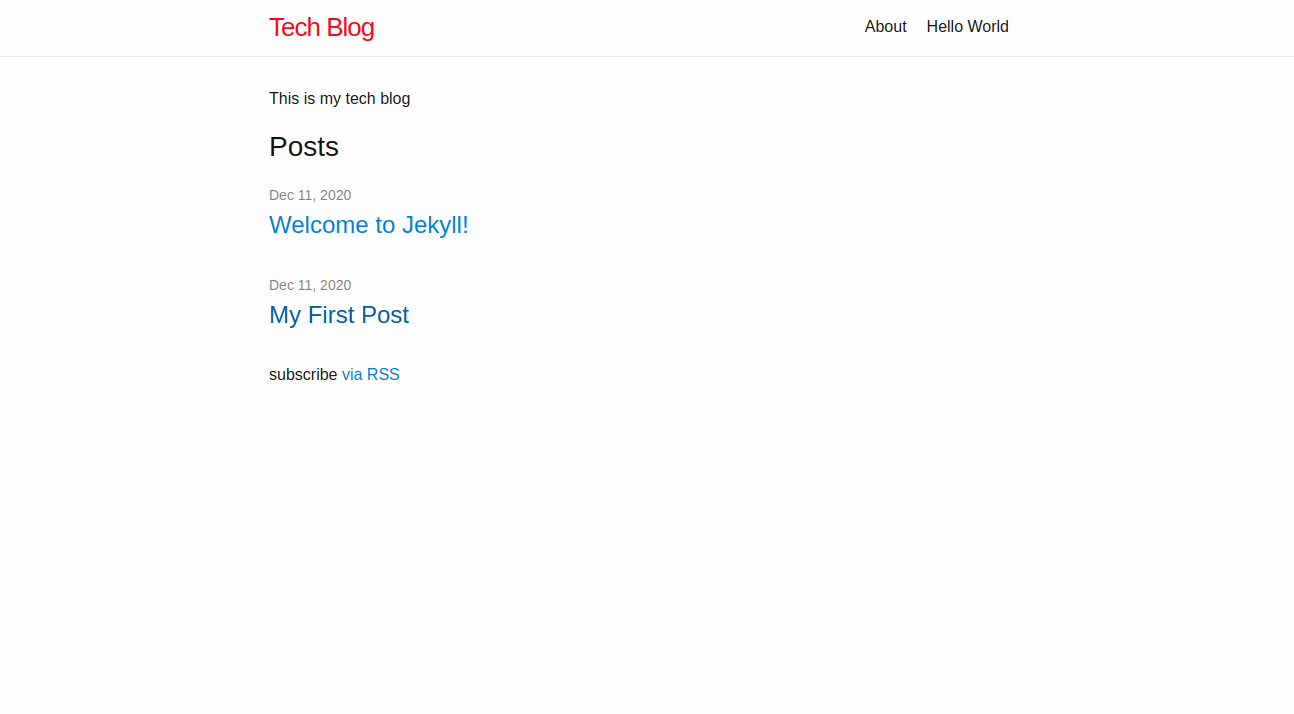 Tech Blog
About Hello World
This is my tech blog
Posts
Dec 11, 2020
Welcome to Jekyll!
Dec 11, 2020
My First Post
subscribe via RSS